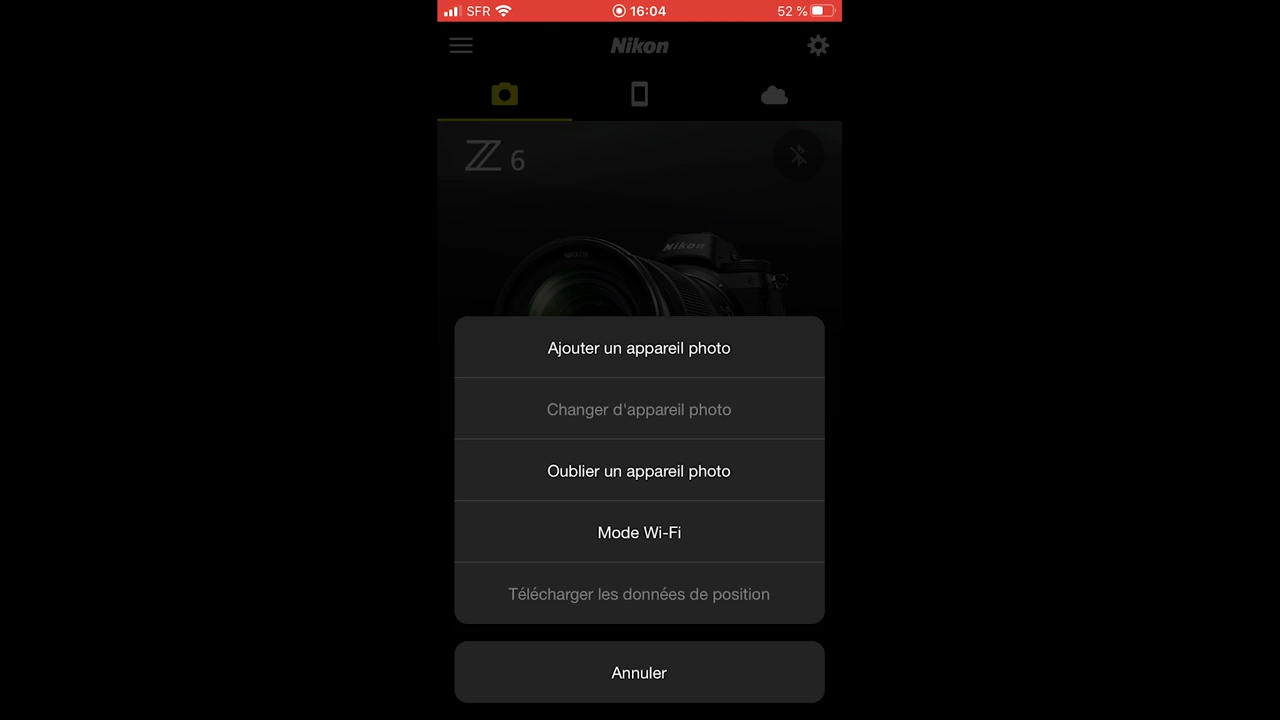 SFR 16:04 52 %
Nikon
Z 6
Nikon
Ajouter un appareil photo
Changer d'appareil photo
Oublier un appareil photo
Mode Wi-Fi
Télécharger les données de position
Annuler